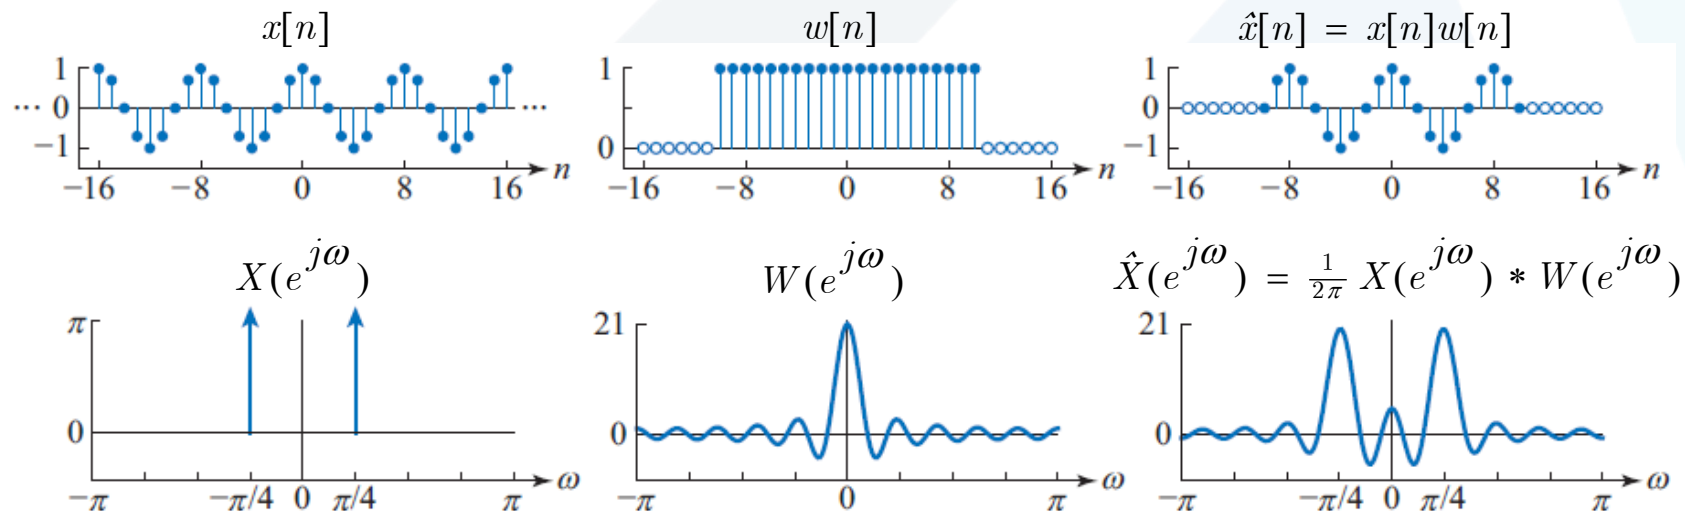 x[n] w[n] x̂[n] = x[n]w[n]
1 1 1
... 0 ... 0
−1 0 −1
−16 −8 0 8 16 n −16 −8 0 8 16 n −16 −8 0 8 16 n
X(e^{jω}) W(e^{jω}) X̂(e^{jω}) = \frac{1}{2π} X(e^{jω}) * W(e^{jω})
π 21 21
0 0 0
−π −π/4 0 π/4 π ω −π 0 π ω −π −π/4 0 π/4 π ω